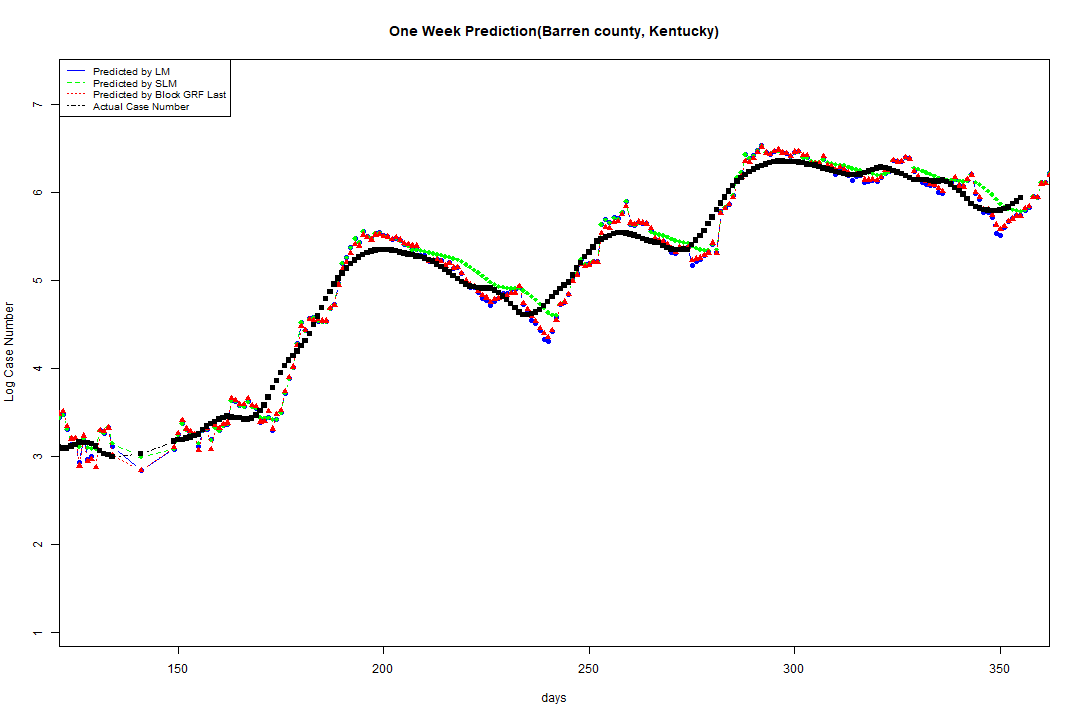 One Week Prediction(Barren county, Kentucky)
Predicted by LM
Predicted by SLM
Predicted by Block GRF Last
Actual Case Number
7
6
5
4
3
2
1
Log Case Number
150 200 250 300 350
days